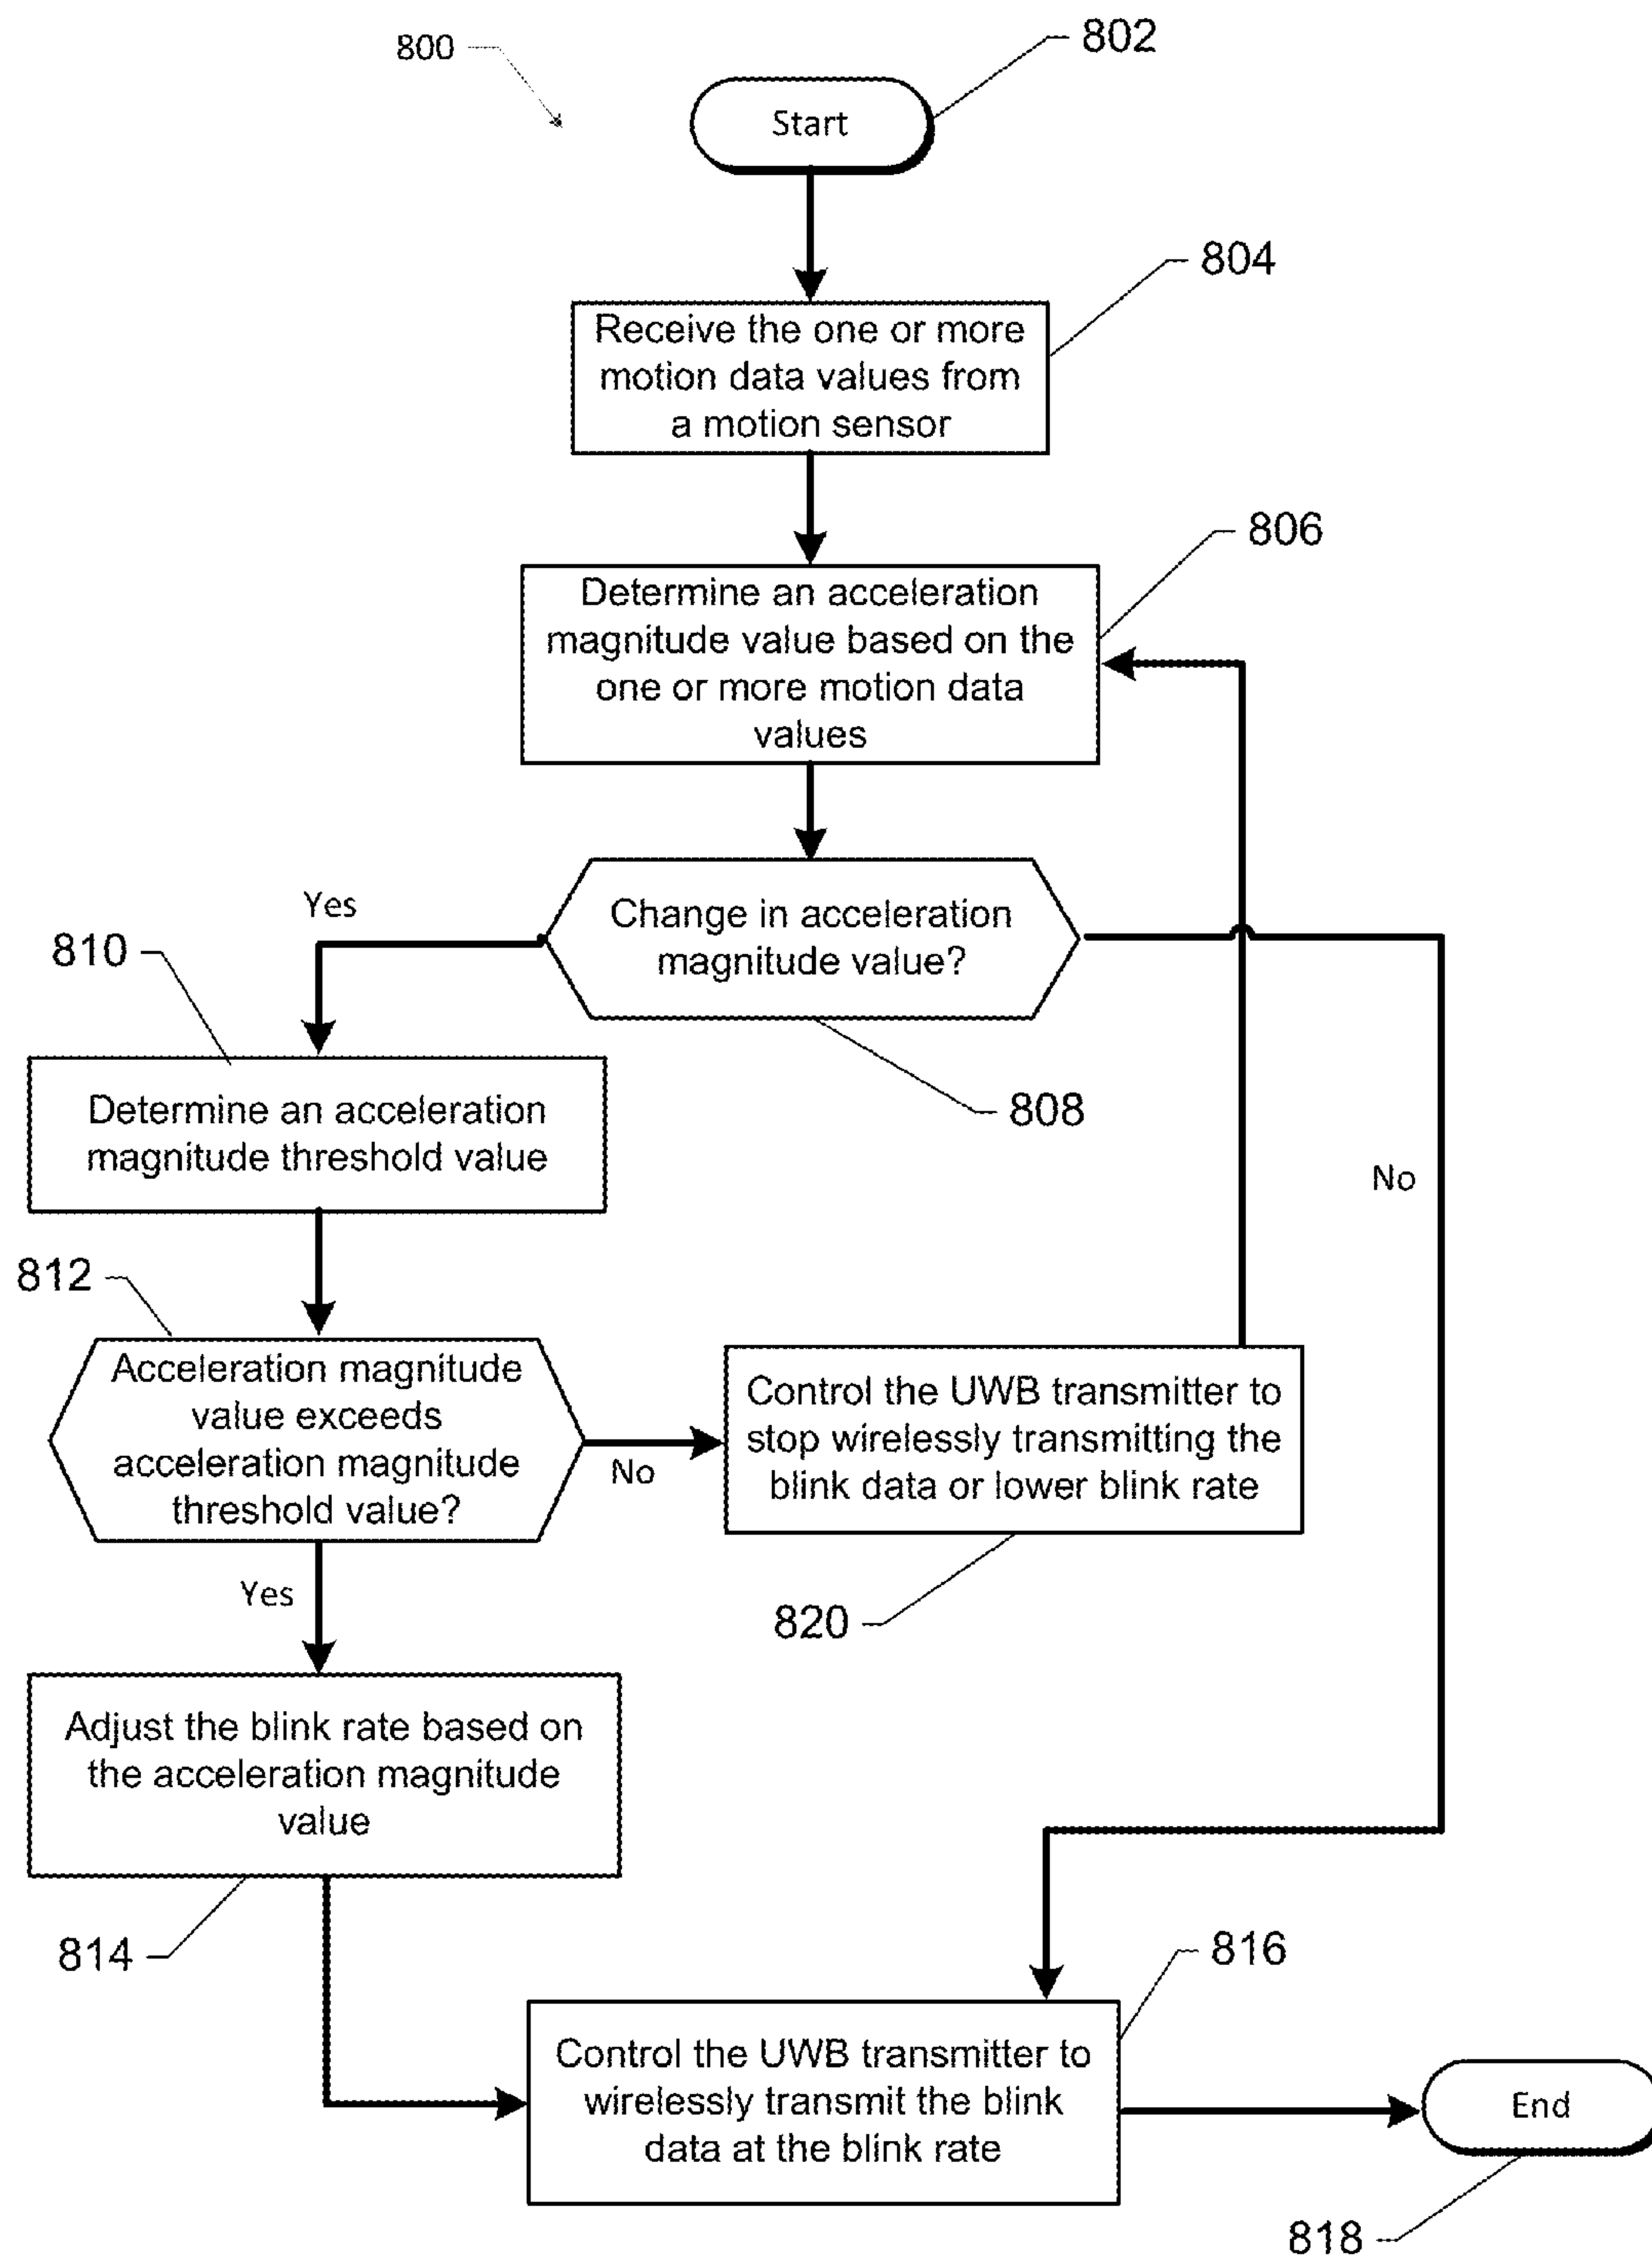 800
802
Start
804
Receive the one or more
motion data values from
a motion sensor
806
Determine an acceleration
magnitude value based on the
one or more motion data
values
Yes
Change in acceleration
magnitude value?
810
808
Determine an acceleration
magnitude threshold value
No
812
Acceleration magnitude
value exceeds
acceleration magnitude
threshold value?
No
Control the UWB transmitter to
stop wirelessly transmitting the
blink data or lower blink rate
Yes
820
Adjust the blink rate based on
the acceleration magnitude
value
814
816
Control the UWB transmitter to
wirelessly transmit the blink
data at the blink rate
End
818